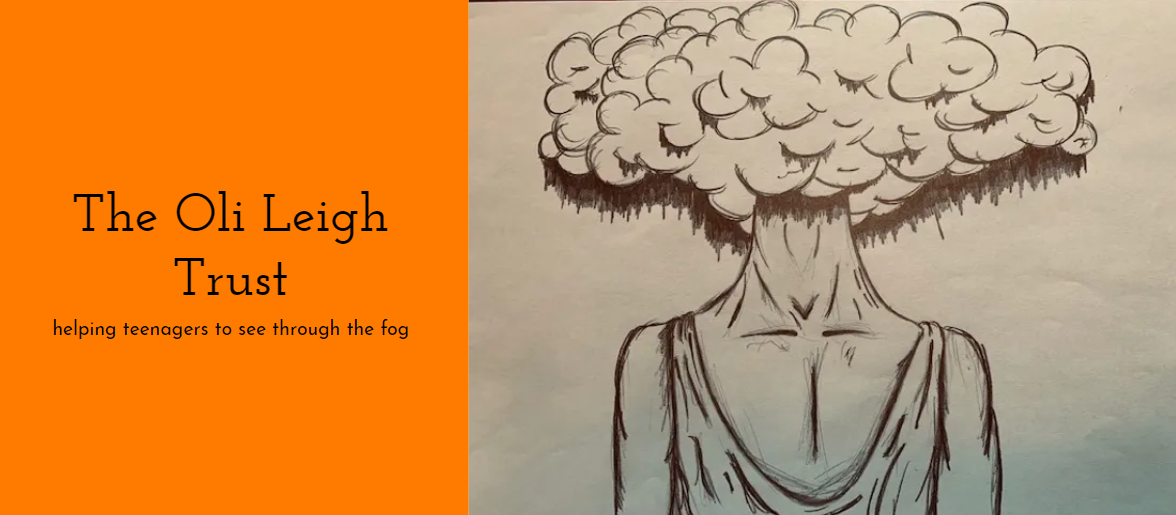 The Oli Leigh
Trust
helping teenagers to see through the fog